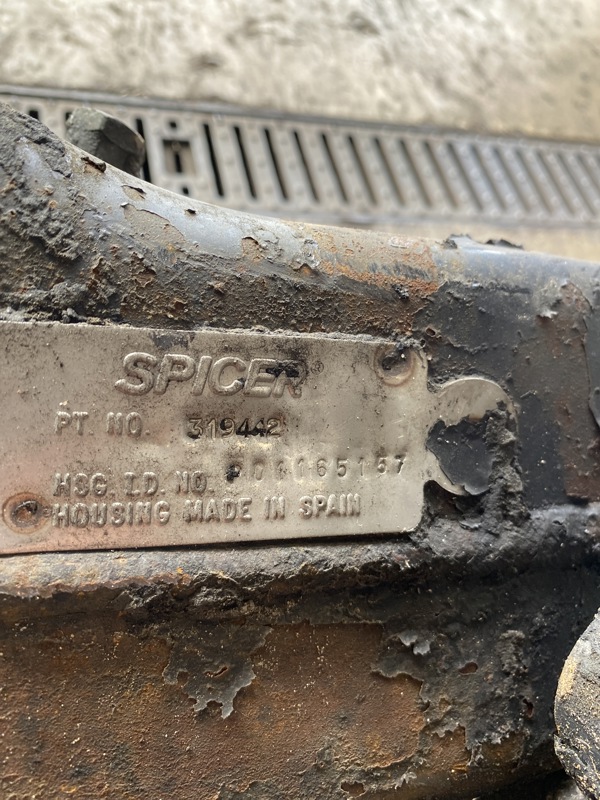 SPICER®
PT. NO. 319442
HSG. I.D. NO.
HOUSING MADE IN SPAIN